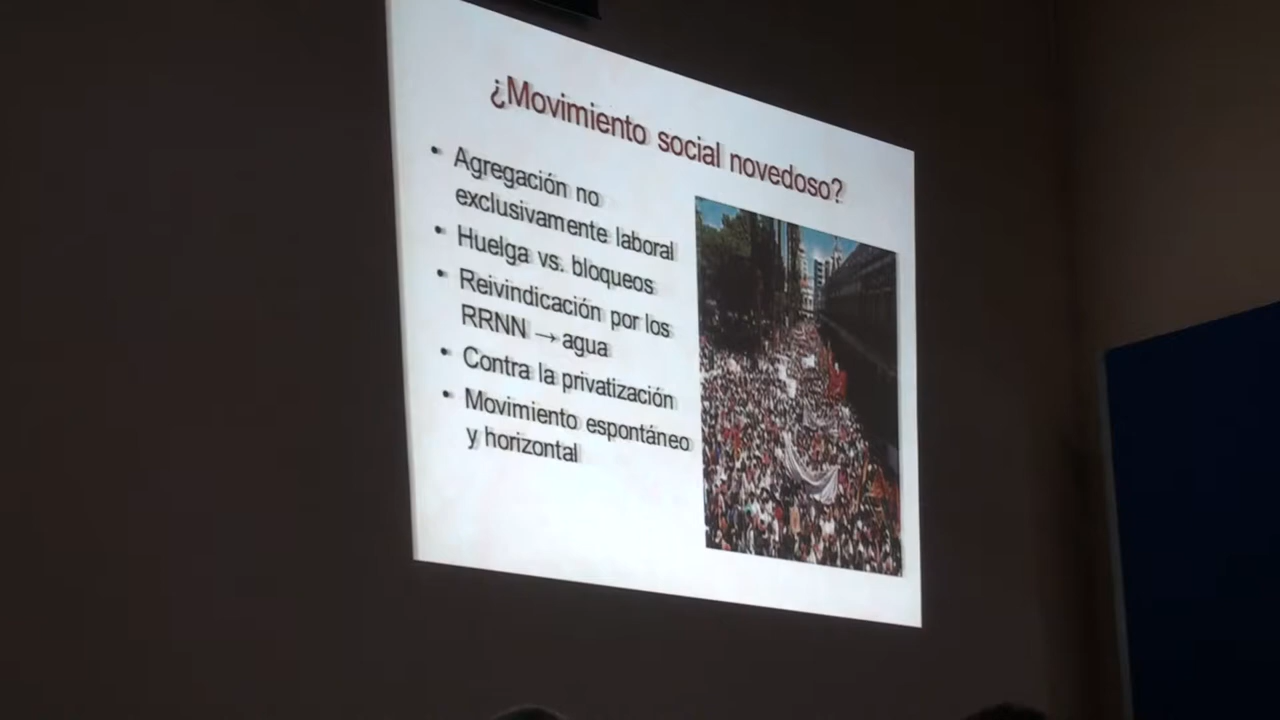 ¿Movimiento social novedoso?
• Agregación no
exclusivamente laboral
• Huelga vs. bloqueos
• Reivindicación por los
RRNN → agua
• Contra la privatización
• Movimiento espontáneo
y horizontal